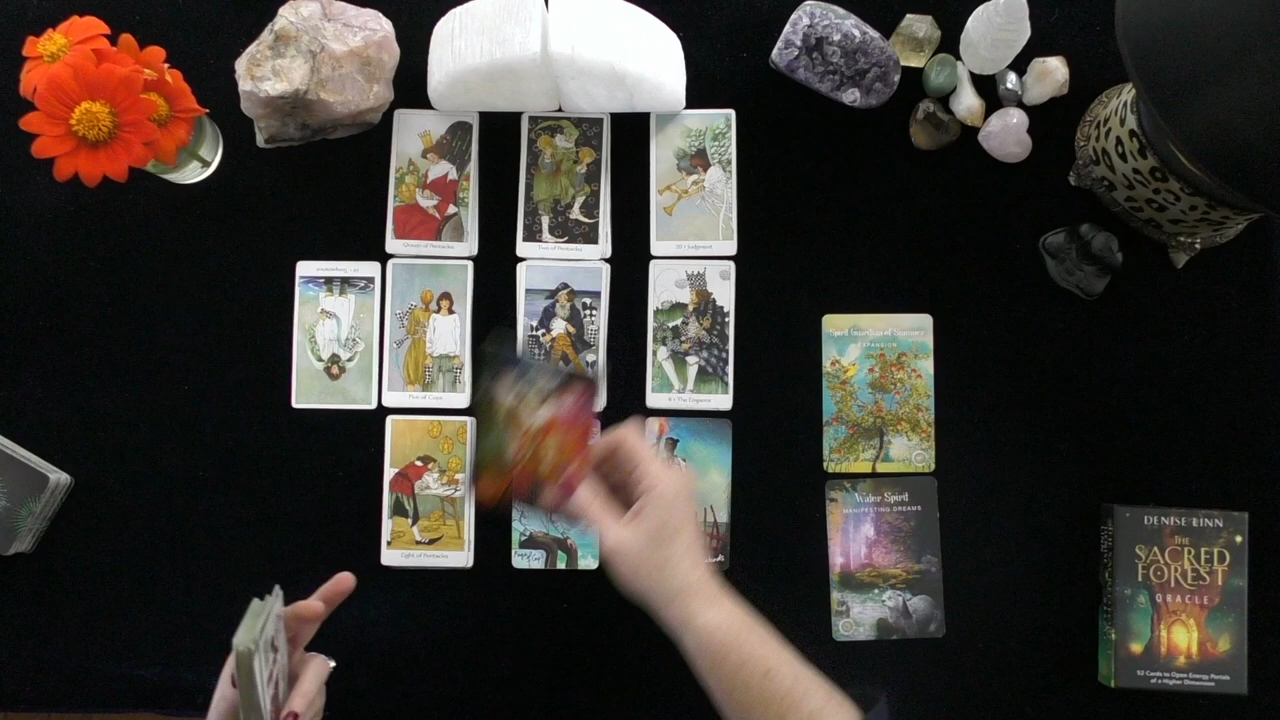 Queen of Pentacles
Two of Pentacles
20 • Judgment
Five of Cups
4 • The Emperor
Eight of Pentacles
Spirit Guardian of Summer
EXPANSION
Water Spirit
MANIFESTING DREAMS
DENISE LINN
THE
SACRED
FOREST
ORACLE
52 Cards to Open Energy Portals
of a Higher Dimension